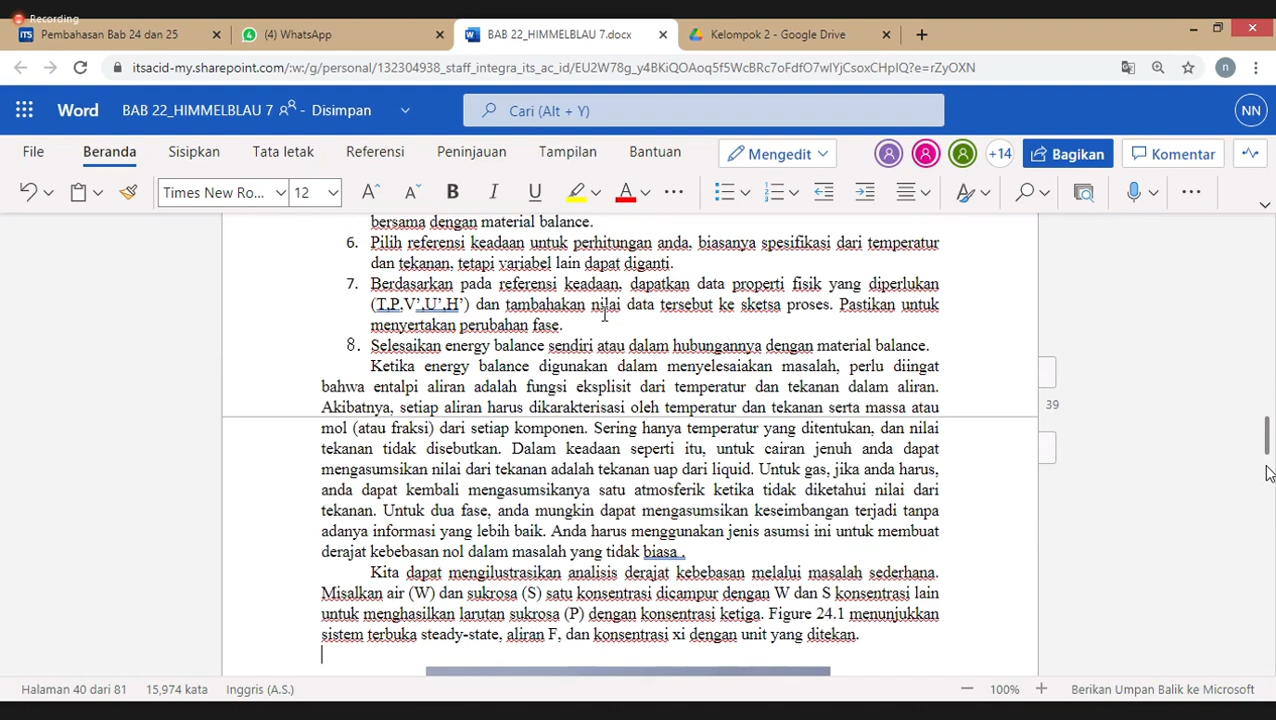 Recording
Pembahasan Bab 24 dan 25
(4) WhatsApp
BAB 22_HIMMELBLAU 7.docx
Kelompok 2 - Google Drive
itsacid-my.sharepoint.com/:w:/g/personal/132304938_staff_integra_its_ac_id/EU2W78g_y4BKiQOAoq5f5WcBRc7oFdfO7wIYjCsoxCHpIQ?e=rZyOXN
n
Word
BAB 22_HIMMELBLAU 7 - Disimpan
Cari (Alt + Y)
NN
File
Beranda
Sisipkan
Tata letak
Referensi
Peninjauan
Tampilan
Bantuan
Mengedit
+14
Bagikan
Komentar
Times New Ro...
12
bersama dengan material balance.
6. Pilih referensi keadaan untuk perhitungan anda, biasanya spesifikasi dari temperatur
dan tekanan, tetapi variabel lain dapat diganti.
7. Berdasarkan pada referensi keadaan, dapatkan data properti fisik yang diperlukan
(T,P,V',U',H') dan tambahakan nilai data tersebut ke sketsa proses. Pastikan untuk
menyertakan perubahan fase.
8. Selesaikan energy balance sendiri atau dalam hubungannya dengan material balance.
Ketika energy balance digunakan dalam menyelesaiakan masalah, perlu diingat
bahwa entalpi aliran adalah fungsi eksplisit dari temperatur dan tekanan dalam aliran.
Akibatnya, setiap aliran harus dikarakterisasi oleh temperatur dan tekanan serta massa atau
mol (atau fraksi) dari setiap komponen. Sering hanya temperatur yang ditentukan, dan nilai
tekanan tidak disebutkan. Dalam keadaan seperti itu, untuk cairan jenuh anda dapat
mengasumsikan nilai dari tekanan adalah tekanan uap dari liquid. Untuk gas, jika anda harus,
anda dapat kembali mengasumsikanya satu atmosferik ketika tidak diketahui nilai dari
tekanan. Untuk dua fase, anda mungkin dapat mengasumsikan keseimbangan terjadi tanpa
adanya informasi yang lebih baik. Anda harus menggunakan jenis asumsi ini untuk membuat
derajat kebebasan nol dalam masalah yang tidak biasa .
Kita dapat mengilustrasikan analisis derajat kebebasan melalui masalah sederhana.
Misalkan air (W) dan sukrosa (S) satu konsentrasi dicampur dengan W dan S konsentrasi lain
untuk menghasilkan larutan sukrosa (P) dengan konsentrasi ketiga. Figure 24.1 menunjukkan
sistem terbuka steady-state, aliran F, dan konsentrasi xi dengan unit yang ditekan.
39
Halaman 40 dari 81
15,974 kata
Inggris (A.S.)
100%
Berikan Umpan Balik ke Microsoft